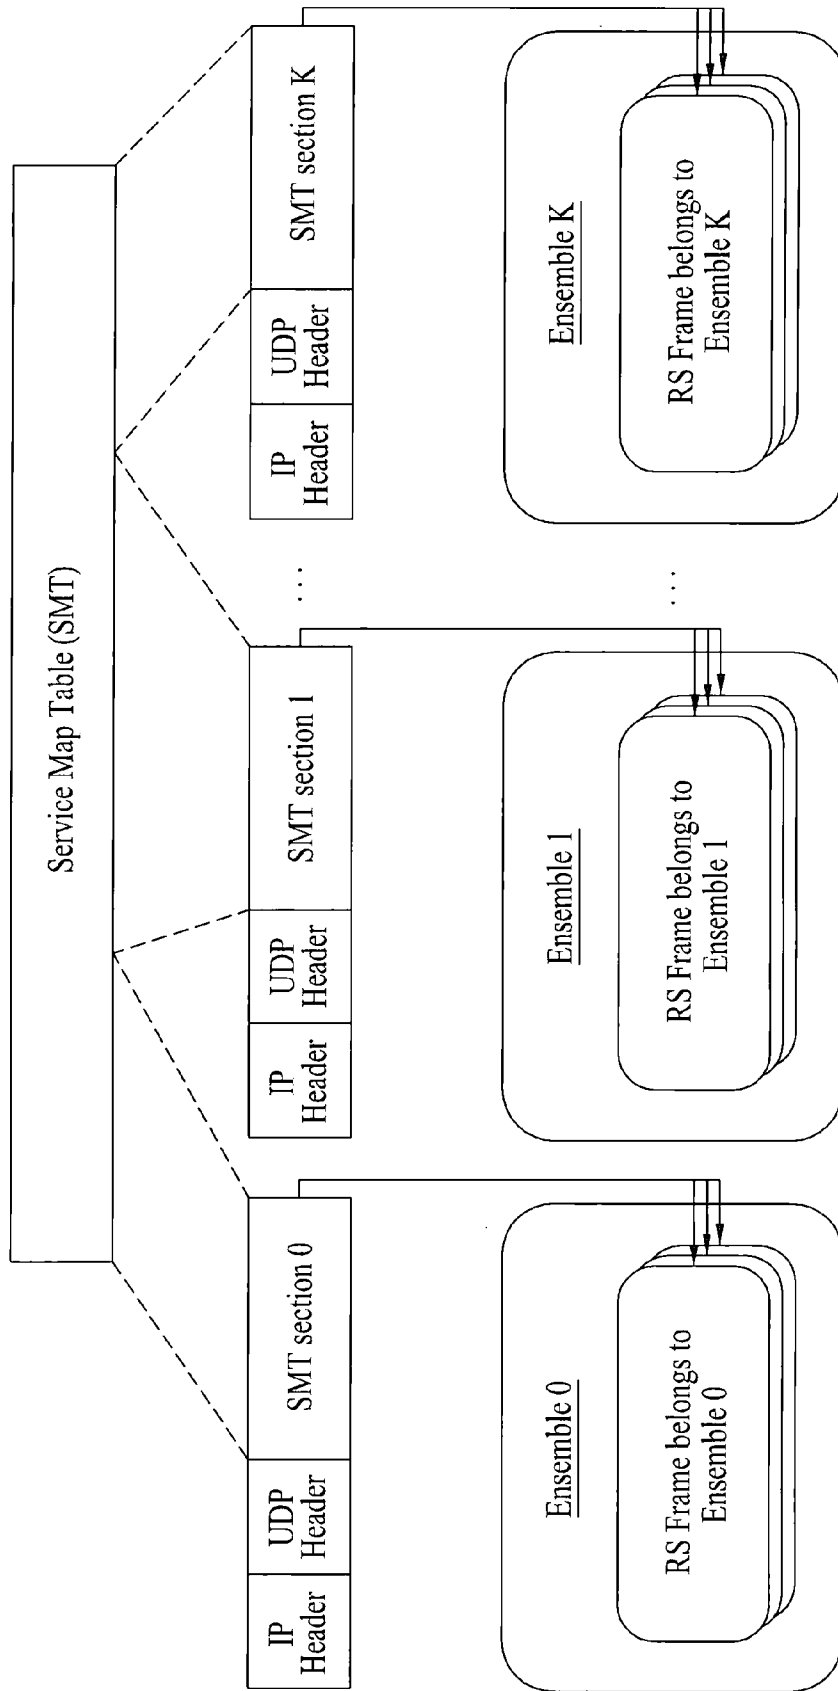 Service Map Table (SMT)
IP
Header
UDP
Header
SMT section 0
IP
Header
UDP
Header
SMT section 1
. . .
IP
Header
UDP
Header
SMT section K
Ensemble 0
RS Frame belongs to
Ensemble 0
Ensemble 1
RS Frame belongs to
Ensemble 1
. . .
Ensemble K
RS Frame belongs to
Ensemble K